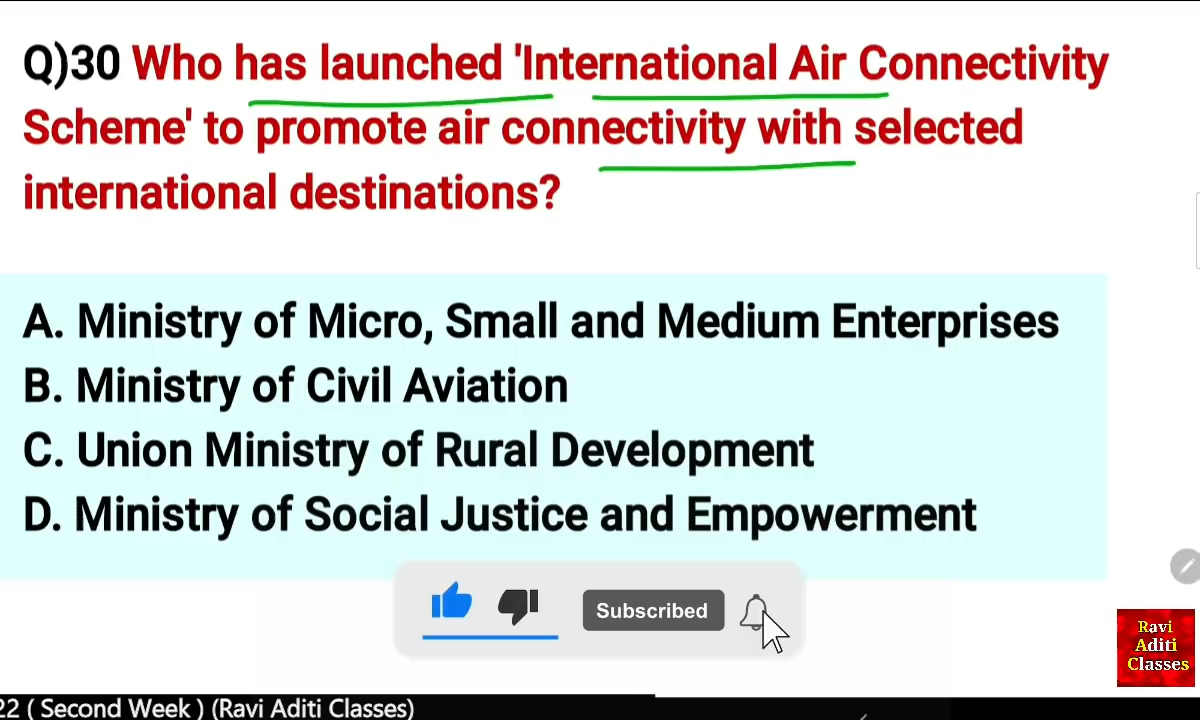 Q)30 Who has launched 'International Air Connectivity
Scheme' to promote air connectivity with selected
international destinations?
A. Ministry of Micro, Small and Medium Enterprises
B. Ministry of Civil Aviation
C. Union Ministry of Rural Development
D. Ministry of Social Justice and Empowerment
Subscribed
Ravi
Aditi
Classes
22 ( Second Week ) (Ravi Aditi Classes)